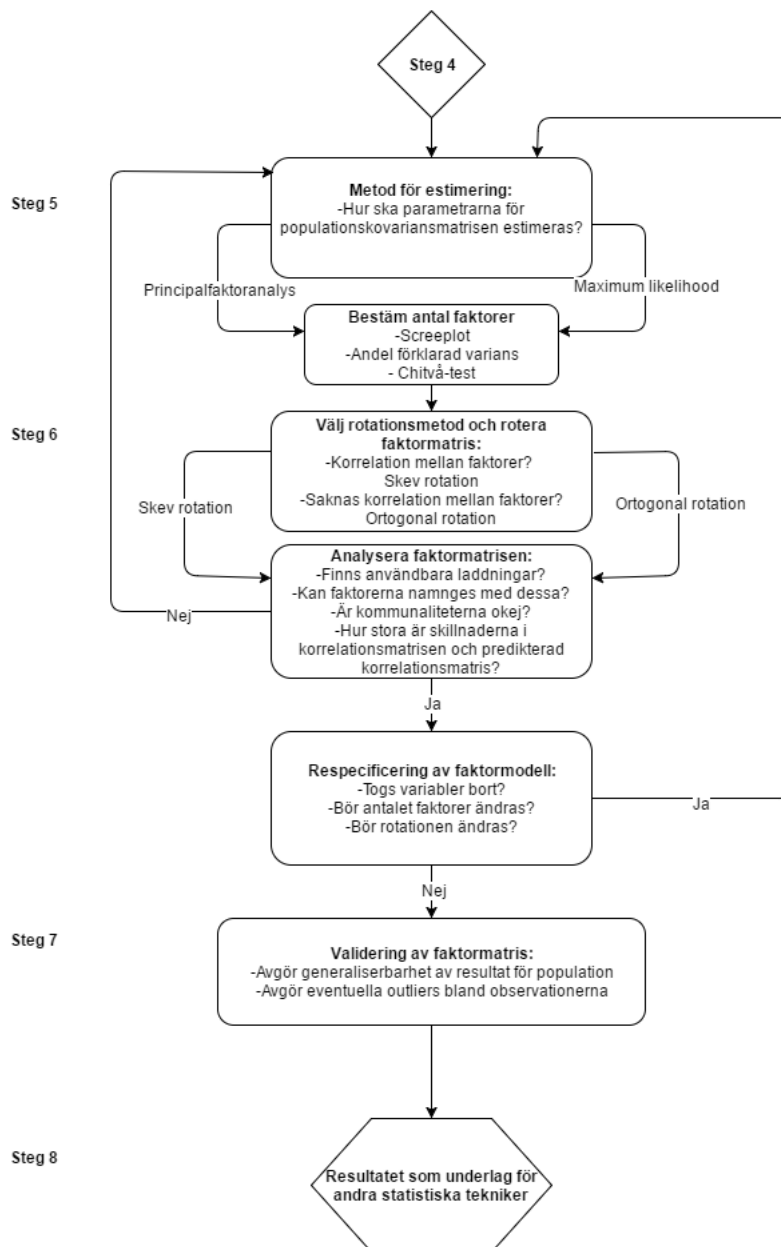 Steg 4
Steg 5
Metod för estimering:
-Hur ska parametrarna för
populationskovariansmatrisen estimeras?
Principalfaktoranalys
Maximum likelihood
Bestäm antal faktorer
-Screeplot
-Andel förklarad varians
- Chitvå-test
Steg 6
Välj rotationsmetod och rotera
faktormatris:
-Korrelation mellan faktorer?
Skev rotation
-Saknas korrelation mellan faktorer?
Ortogonal rotation
Skev rotation
Ortogonal rotation
Analysera faktormatrisen:
-Finns användbara laddningar?
-Kan faktorerna namnges med dessa?
-Är kommunaliteterna okej?
-Hur stora är skillnaderna i
korrelationsmatrisen och predikterad
korrelationsmatris?
Nej
Ja
Respecificering av faktormodell:
-Togs variabler bort?
-Bör antalet faktorer ändras?
-Bör rotationen ändras?
Ja
Nej
Steg 7
Validering av faktormatris:
-Avgör generaliserbarhet av resultat för population
-Avgör eventuella outliers bland observationerna
Steg 8
Resultatet som underlag för
andra statistiska tekniker